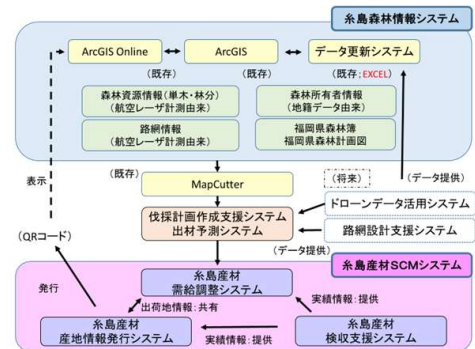 糸島森林情報システム
ArcGIS Online
ArcGIS
データ更新システム
(既存)
(既存)
(既存;EXCEL)
森林資源情報(単木・林分)
(航空レーザ計測由来)
森林所有者情報
(地籍データ由来)
路網情報
(航空レーザ計測由来)
福岡県森林簿
福岡県森林計画図
(既存)
表示
MapCutter
(将来)
(データ提供)
ドローンデータ活用システム
伐採計画作成支援システム
出材予測システム
路網設計支援システム
(QRコード)
(データ提供)
糸島産材SCMシステム
発行
糸島産材
需給調整システム
出荷地情報:共有
実績情報:提供
糸島産材
産地情報発行システム
実績情報:提供
糸島産材
検収支援システム